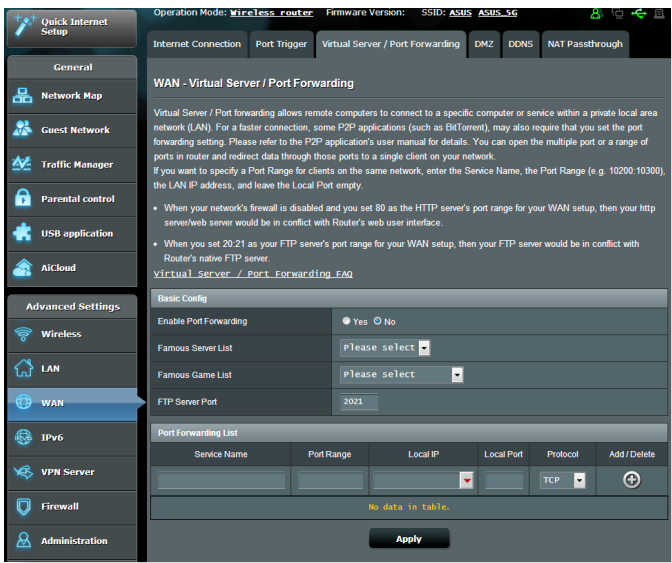 Operation Mode: Wireless router Firmware Version: SSID: ASUS ASUS_5G
Quick Internet
Setup
Internet Connection Port Trigger Virtual Server / Port Forwarding DMZ DDNS NAT Passthrough
General
Network Map
Guest Network
Traffic Manager
Parental control
USB application
AiCloud
Advanced Settings
Wireless
LAN
WAN
IPv6
VPN Server
Firewall
Administration
WAN - Virtual Server / Port Forwarding
Virtual Server / Port forwarding allows remote computers to connect to a specific computer or service within a private local area
network (LAN). For a faster connection, some P2P applications (such as BitTorrent), may also require that you set the port
forwarding setting. Please refer to the P2P application's user manual for details. You can open the multiple port or a range of
ports in router and redirect data through those ports to a single client on your network.
If you want to specify a Port Range for clients on the same network, enter the Service Name, the Port Range (e.g. 10200:10300),
the LAN IP address, and leave the Local Port empty.
• When your network's firewall is disabled and you set 80 as the HTTP server's port range for your WAN setup, then your http
server/web server would be in conflict with Router's web user interface.
• When you set 20:21 as your FTP server's port range for your WAN setup, then your FTP server would be in conflict with
Router's native FTP server.
Virtual Server / Port Forwarding FAQ
Basic Config
Enable Port Forwarding Yes No
Famous Server List Please select
Famous Game List Please select
FTP Server Port 2021
Port Forwarding List
Service Name Port Range Local IP Local Port Protocol Add / Delete
TCP
No data in table.
Apply